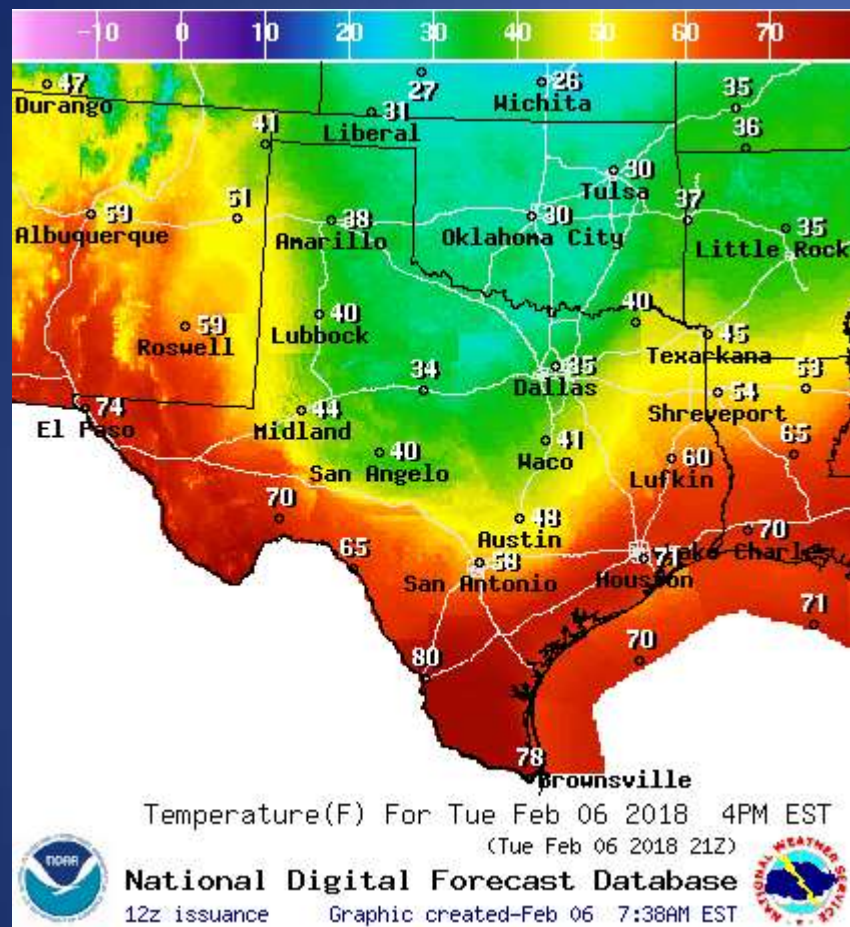 -10 0 10 20 30 40 50 60 70
47
Durango
27
26
Wichita
35
31
Liberal
41
36
30
Tulsa
59
Albuquerque
51
38
Amarillo
30
Oklahoma City
37
35
Little Rock
59
Roswell
40
Lubbock
40
45
Texarkana
34
35
Dallas
54
Shreveport
53
74
El Paso
44
Midland
40
San Angelo
41
Waco
60
Lufkin
65
70
48
Austin
65
58
San Antonio
71
Houston
70
Lake Charles
71
80
70
78
Brownsville
Temperature(F) For Tue Feb 06 2018 4PM EST
(Tue Feb 06 2018 21Z)
National Digital Forecast Database
12z issuance Graphic created-Feb 06 7:38AM EST
NOAA
NATIONAL WEATHER SERVICE